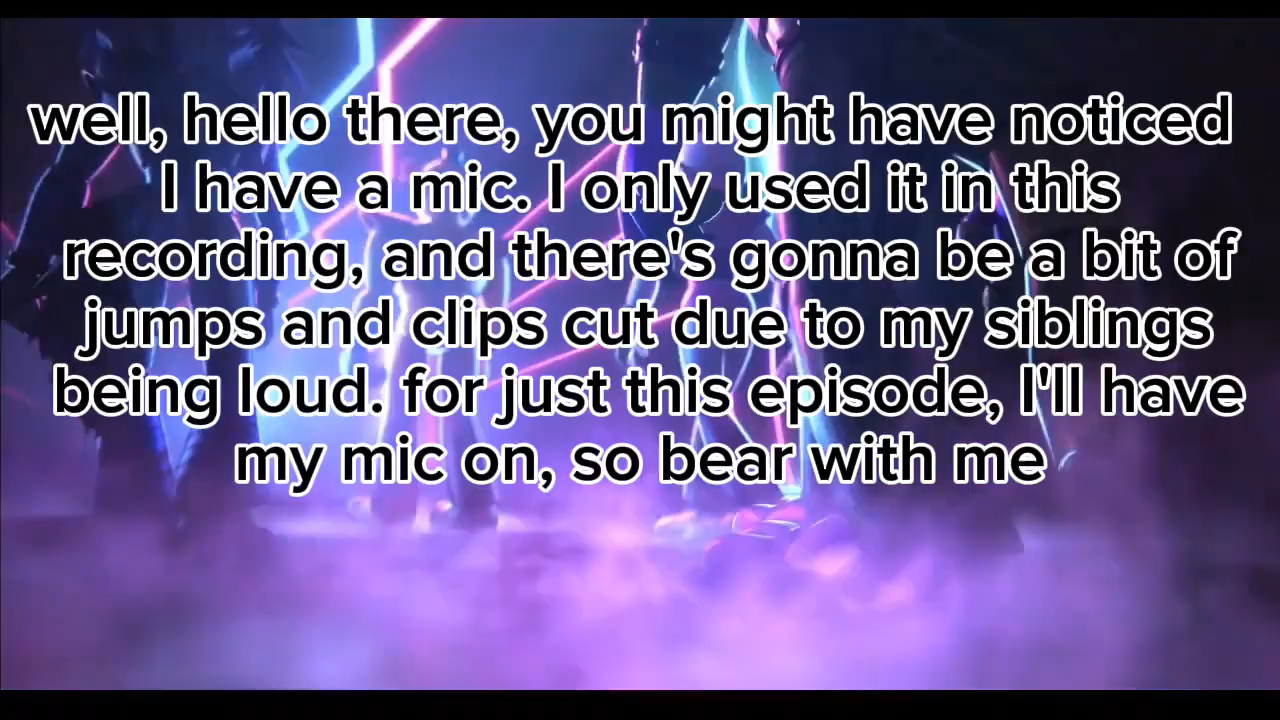 well, hello there, you might have noticed
I have a mic. I only used it in this
recording, and there's gonna be a bit of
jumps and clips cut due to my siblings
being loud. for just this episode, I'll have
my mic on, so bear with me